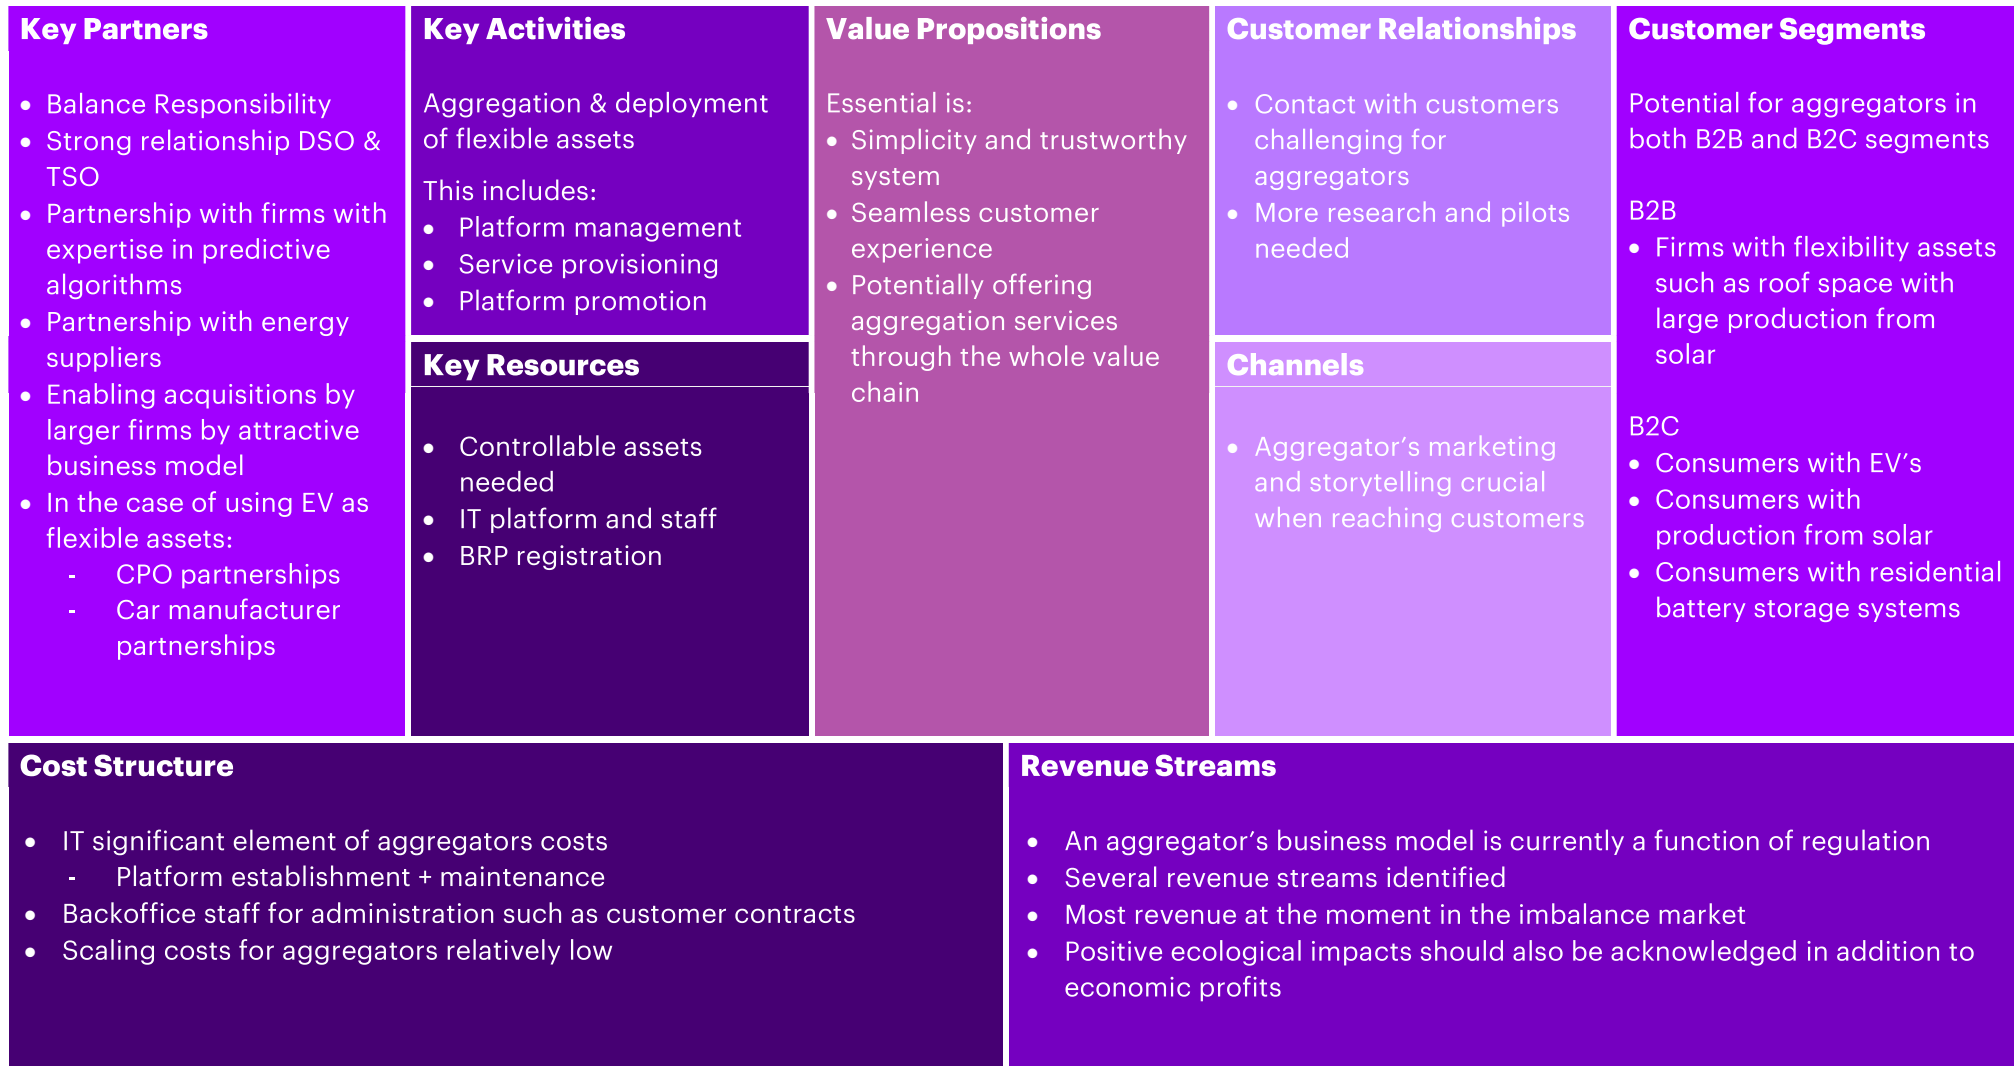 Key Partners
• Balance Responsibility
• Strong relationship DSO &
TSO
• Partnership with firms with
expertise in predictive
algorithms
• Partnership with energy
suppliers
• Enabling acquisitions by
larger firms by attractive
business model
• In the case of using EV as
flexible assets:
- CPO partnerships
- Car manufacturer
partnerships
Key Activities
Aggregation & deployment
of flexible assets
This includes:
• Platform management
• Service provisioning
• Platform promotion
Key Resources
• Controllable assets
needed
• IT platform and staff
• BRP registration
Value Propositions
Essential is:
• Simplicity and trustworthy
system
• Seamless customer
experience
• Potentially offering
aggregation services
through the whole value
chain
Customer Relationships
• Contact with customers
challenging for
aggregators
• More research and pilots
needed
Channels
• Aggregator’s marketing
and storytelling crucial
when reaching customers
Customer Segments
Potential for aggregators in
both B2B and B2C segments
B2B
• Firms with flexibility assets
such as roof space with
large production from
solar
B2C
• Consumers with EV’s
• Consumers with
production from solar
• Consumers with residential
battery storage systems
Cost Structure
• IT significant element of aggregators costs
- Platform establishment + maintenance
• Backoffice staff for administration such as customer contracts
• Scaling costs for aggregators relatively low
Revenue Streams
• An aggregator’s business model is currently a function of regulation
• Several revenue streams identified
• Most revenue at the moment in the imbalance market
• Positive ecological impacts should also be acknowledged in addition to
economic profits